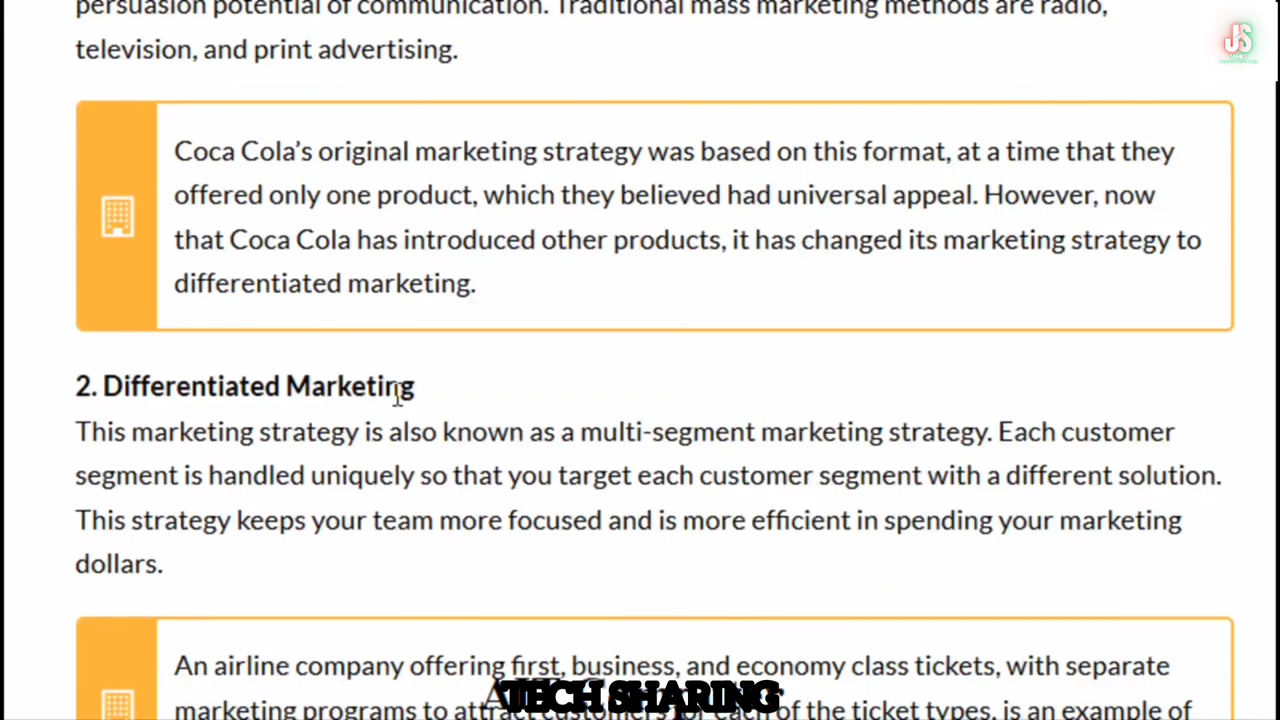 persuasion potential of communication. Traditional mass marketing methods are radio,
television, and print advertising.
JS
Coca Cola’s original marketing strategy was based on this format, at a time that they
offered only one product, which they believed had universal appeal. However, now
that Coca Cola has introduced other products, it has changed its marketing strategy to
differentiated marketing.
2. Differentiated Marketing
This marketing strategy is also known as a multi-segment marketing strategy. Each customer
segment is handled uniquely so that you target each customer segment with a different solution.
This strategy keeps your team more focused and is more efficient in spending your marketing
dollars.
An airline company offering first, business, and economy class tickets, with separate
marketing programs to attract customers for each of the ticket types, is an example of
TECH SHARING